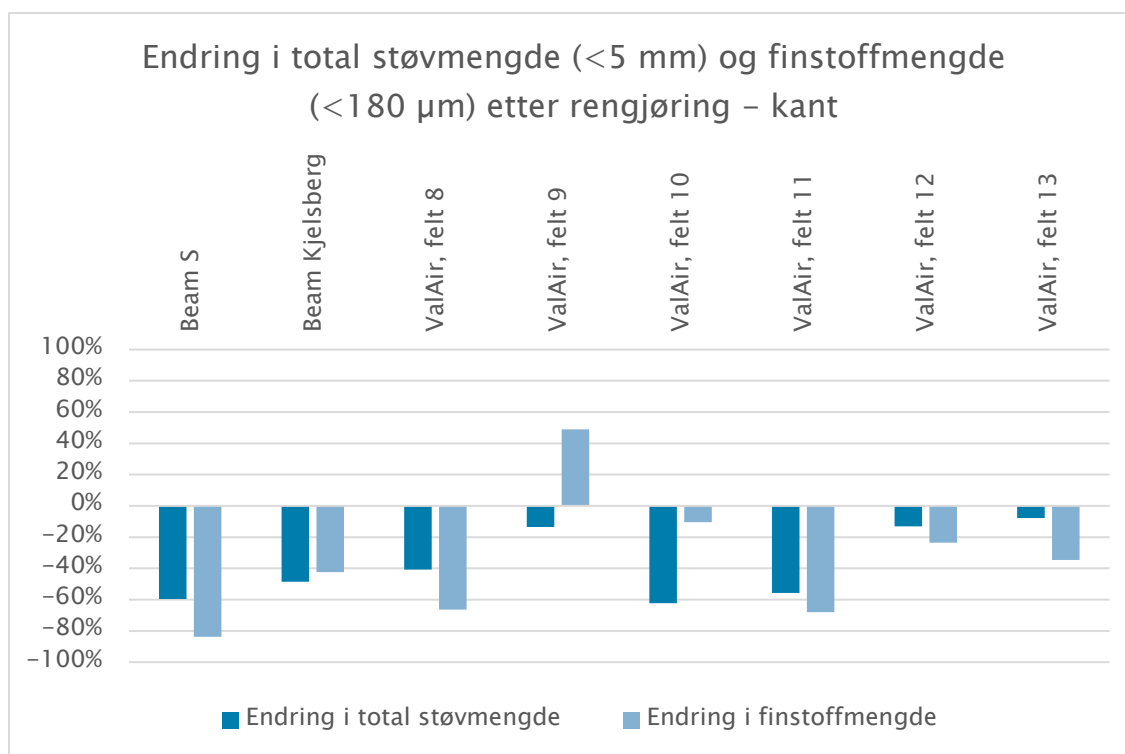 Endring i total støvmengde (<5 mm) og finstoffmengde
(<180 µm) etter rengjøring – kant
Beam S
Beam Kjelsberg
ValAir, felt 8
ValAir, felt 9
ValAir, felt 10
ValAir, felt 11
ValAir, felt 12
ValAir, felt 13
100%
80%
60%
40%
20%
0%
−20%
−40%
−60%
−80%
−100%
Endring i total støvmengde
Endring i finstoffmengde